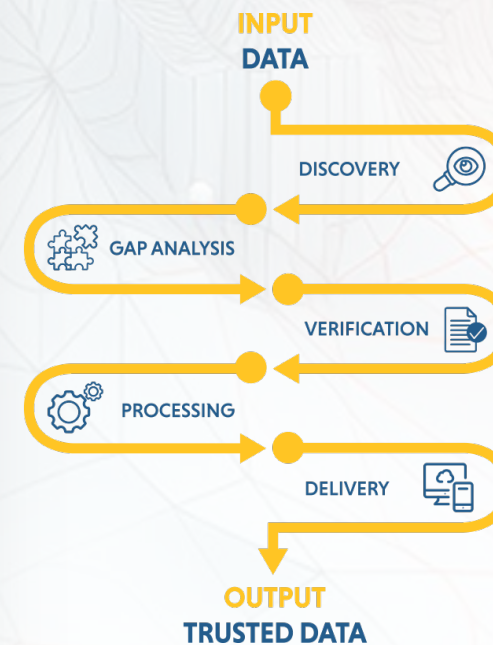 INPUT
DATA
DISCOVERY
GAP ANALYSIS
VERIFICATION
PROCESSING
DELIVERY
OUTPUT
TRUSTED DATA